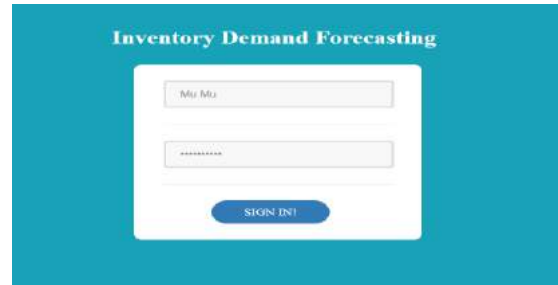 Inventory Demand Forecasting
Mu Mu
••••••••••
SIGN IN!